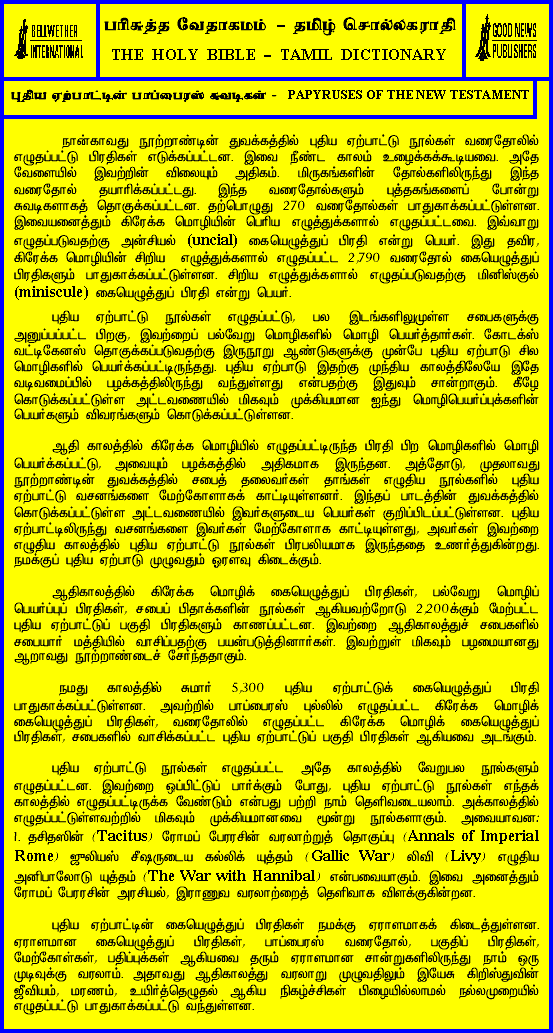 BELLWETHER
INTERNATIONAL
பரிசுத்த வேதாகமம் – தமிழ் சொல்லகராதி
THE HOLY BIBLE – TAMIL DICTIONARY
GOOD NEWS
PUBLISHERS
புதிய ஏற்பாட்டின் பாப்பைரஸ் சுவடிகள் - PAPYRUSES OF THE NEW TESTAMENT
நான்காவது நூற்றாண்டின் துவக்கத்தில் புதிய ஏற்பாட்டு நூல்கள் வரைதோலில்
எழுதப்பட்டு பிரதிகள் எடுக்கப்பட்டன. இவை நீண்ட காலம் உழைக்கக்கூடியவை. அதே
வேளையில் இவற்றின் விலையும் அதிகம். மிருகங்களின் தோல்களிலிருந்து இந்த
வரைதோல் தயாரிக்கப்பட்டது. இந்த வரைதோல்களும் புத்தகங்களைப் போன்று
சுவடிகளாகத் தொகுக்கப்பட்டன. தற்பொழுது 270 வரைதோல்கள் பாதுகாக்கப்பட்டுள்ளன.
இவையனைத்தும் கிரேக்க மொழியின் பெரிய எழுத்துக்களால் எழுதப்பட்டவை. இவ்வாறு
எழுதப்படுவதற்கு அன்சியல் (uncial) கையெழுத்துப் பிரதி என்று பெயர். இது தவிர,
கிரேக்க மொழியின் சிறிய எழுத்துக்களால் எழுதப்பட்ட 2,790 வரைதோல் கையெழுத்துப்
பிரதிகளும் பாதுகாக்கப்பட்டுள்ளன. சிறிய எழுத்துக்களால் எழுதப்படுவதற்கு மினிஸ்குல்
(miniscule) கையெழுத்துப் பிரதி என்று பெயர்.
புதிய ஏற்பாட்டு நூல்கள் எழுதப்பட்டு, பல இடங்களிலுமுள்ள சபைகளுக்கு
அனுப்பப்பட்ட பிறகு, இவற்றைப் பல்வேறு மொழிகளில் மொழி பெயர்த்தார்கள். கோடக்ஸ்
வட்டிகேனஸ் தொகுக்கப்படுவதற்கு இருநூறு ஆண்டுகளுக்கு முன்பே புதிய ஏற்பாடு சில
மொழிகளில் பெயர்க்கப்பட்டிருந்தது. புதிய ஏற்பாடு இதற்கு முந்திய காலத்திலேயே இதே
வடிவமைப்பில் பழக்கத்திலிருந்து வந்துள்ளது என்பதற்கு இதுவும் சான்றாகும். கீழே
கொடுக்கப்பட்டுள்ள அட்டவணையில் மிகவும் முக்கியமான ஐந்து மொழிபெயர்ப்புக்களின்
பெயர்களும் விவரங்களும் கொடுக்கப்பட்டுள்ளன.
ஆதி காலத்தில் கிரேக்க மொழியில் எழுதப்பட்டிருந்த பிரதி பிற மொழிகளில் மொழி
பெயர்க்கப்பட்டு, அவையும் பழக்கத்தில் அதிகமாக இருந்தன. அத்தோடு, முதலாவது
நூற்றாண்டின் துவக்கத்தில் சபைத் தலைவர்கள் தாங்கள் எழுதிய நூல்களில் புதிய
ஏற்பாட்டு வசனங்களை மேற்கோளாகக் காட்டியுள்ளனர். இந்தப் பாடத்தின் துவக்கத்தில்
கொடுக்கப்பட்டுள்ள அட்டவணையில் இவர்களுடைய பெயர்கள் குறிப்பிடப்பட்டுள்ளன. புதிய
ஏற்பாட்டிலிருந்து வசனங்களை இவர்கள் மேற்கோளாக காட்டியுள்ளது, அவர்கள் இவற்றை
எழுதிய காலத்தில் புதிய ஏற்பாட்டு நூல்கள் பிரபலியமாக இருந்ததை உணர்த்துகின்றது.
நமக்குப் புதிய ஏற்பாடு முழுவதும் ஓரளவு கிடைக்கும்.
ஆதிகாலத்தில் கிரேக்க மொழிக் கையெழுத்துப் பிரதிகள், பல்வேறு மொழிப்
பெயர்ப்புப் பிரதிகள், சபைப் பிதாக்களின் நூல்கள் ஆகியவற்றோடு 2,200க்கும் மேற்பட்ட
புதிய ஏற்பாட்டுப் பகுதி பிரதிகளும் காணப்பட்டன. இவற்றை ஆதிகாலத்துச் சபைகளில்
சபையார் மத்தியில் வாசிப்பதற்கு பயன்படுத்தினார்கள். இவற்றுள் மிகவும் பழமையானது
ஆறாவது நூற்றாண்டைச் சேர்ந்ததாகும்.
நமது காலத்தில் சுமார் 5,300 புதிய ஏற்பாட்டுக் கையெழுத்துப் பிரதி
பாதுகாக்கப்பட்டுள்ளன. அவற்றில் பாப்பைரஸ் புல்லில் எழுதப்பட்ட கிரேக்க மொழிக்
கையெழுத்துப் பிரதிகள், வரைதோலில் எழுதப்பட்ட கிரேக்க மொழிக் கையெழுத்துப்
பிரதிகள், சபைகளில் வாசிக்கப்பட்ட புதிய ஏற்பாட்டுப் பகுதி பிரதிகள் ஆகியவை அடங்கும்.
புதிய ஏற்பாட்டு நூல்கள் எழுதப்பட்ட அதே காலத்தில் வேறுபல நூல்களும்
எழுதப்பட்டன. இவற்றை ஒப்பிட்டுப் பார்க்கும் போது, புதிய ஏற்பாட்டு நூல்கள் எந்தக்
காலத்தில் எழுதப்பட்டிருக்க வேண்டும் என்பது பற்றி நாம் தெளிவடையலாம். அக்காலத்தில்
எழுதப்பட்டுள்ளவற்றில் மிகவும் முக்கியமானவை மூன்று நூல்களாகும். அவையாவன:
1. தசிதஸின் (Tacitus) ரோமப் பேரரசின் வரலாற்றுத் தொகுப்பு (Annals of Imperial
Rome) ஜுலியஸ் சீஷருடைய கல்லிக் யுத்தம் (Gallic War) லிவி (Livy) எழுதிய
அனிபாலோடு யுத்தம் (The War with Hannibal) என்பவையாகும். இவை அனைத்தும்
ரோமப் பேரரசின் அரசியல், இராணுவ வரலாற்றைத் தெளிவாக விளக்குகின்றன.
புதிய ஏற்பாட்டின் கையெழுத்துப் பிரதிகள் நமக்கு ஏராளமாகக் கிடைத்துள்ளன.
ஏராளமான கையெழுத்துப் பிரதிகள், பாப்பைரஸ் வரைதோல், பகுதிப் பிரதிகள்,
மேற்கோள்கள், பதிப்புக்கள் ஆகியவை தரும் ஏராளமான சான்றுகளிலிருந்து நாம் ஒரு
முடிவுக்கு வரலாம். அதாவது ஆதிகாலத்து வரலாறு முழுவதிலும் இயேசு கிறிஸ்துவின்
ஜீவியம், மரணம், உயிர்த்தெழுதல் ஆகிய நிகழ்ச்சிகள் பிழையில்லாமல் நல்லமுறையில்
எழுதப்பட்டு பாதுகாக்கப்பட்டு வந்துள்ளன.